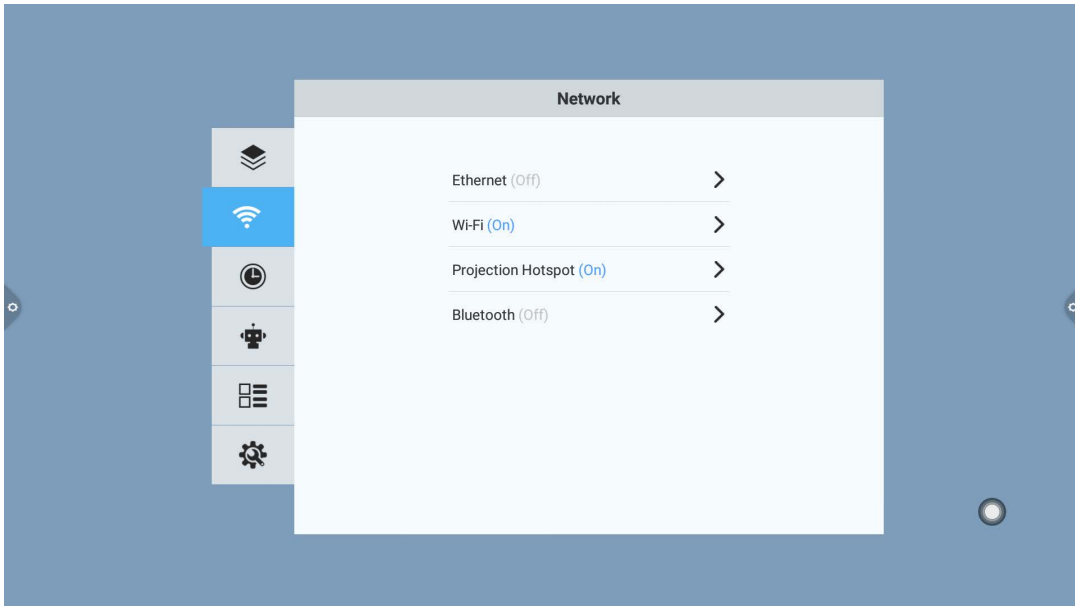 Network
Ethernet (Off)
Wi-Fi (On)
Projection Hotspot (On)
Bluetooth (Off)